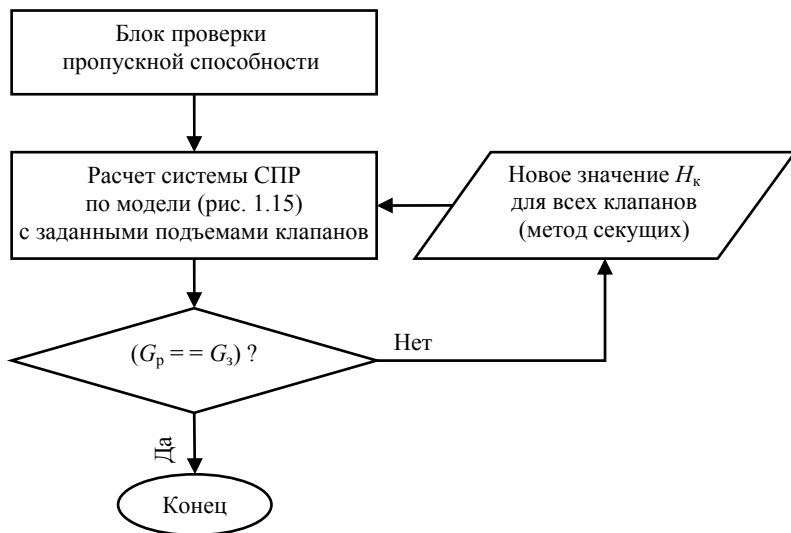 Блок проверки
пропускной способности
Расчет системы СПР
по модели (рис. 1.15)
с заданными подъемами клапанов
Новое значение Hк
для всех клапанов
(метод секущих)
(Gр = = Gз) ?
Нет
Да
Конец